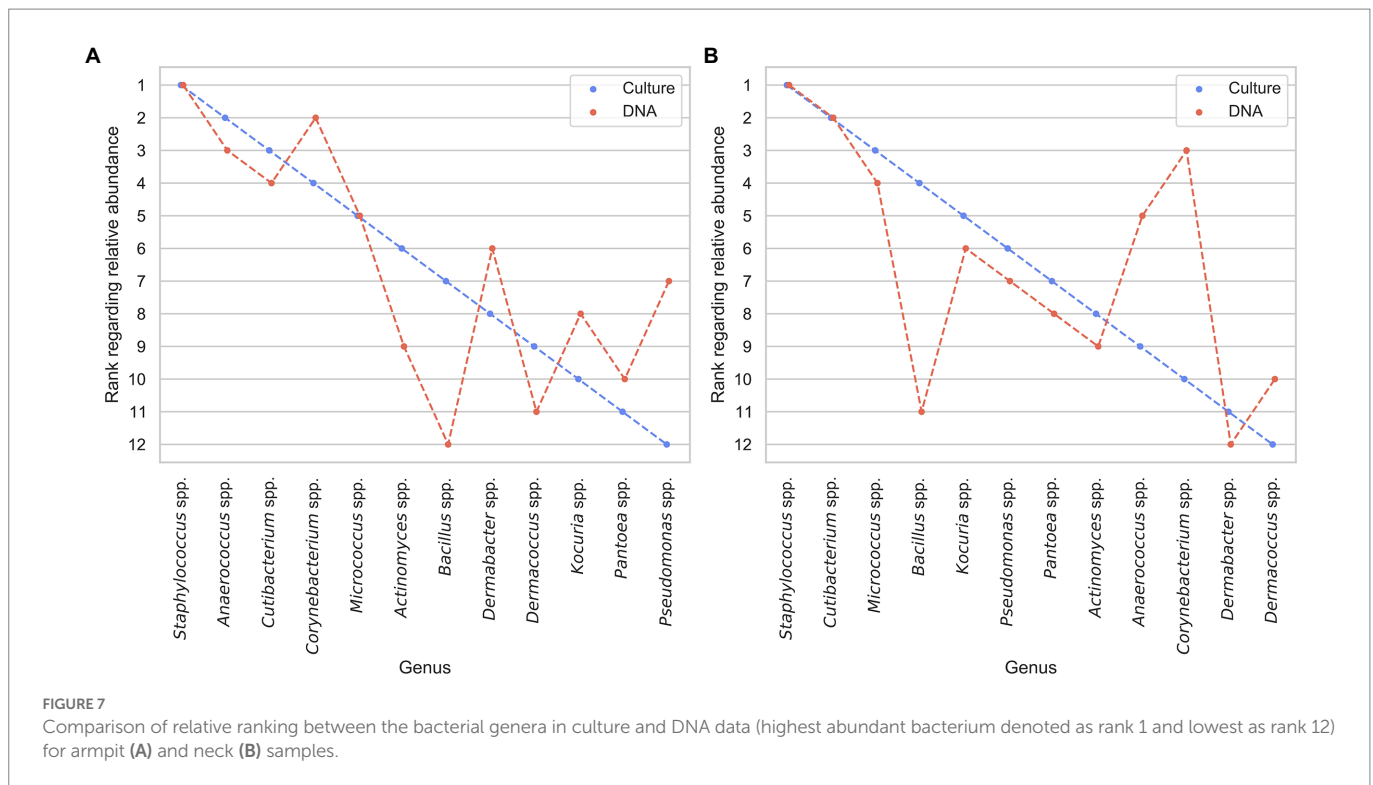 A
B
Rank regarding relative abundance
1
2
3
4
5
6
7
8
9
10
11
12
Culture
DNA
Staphylococcus spp.
Anaerococcus spp.
Cutibacterium spp.
Corynebacterium spp.
Micrococcus spp.
Actinomyces spp.
Bacillus spp.
Dermabacter spp.
Dermacoccus spp.
Kocuria spp.
Pantoea spp.
Pseudomonas spp.
Genus
Rank regarding relative abundance
1
2
3
4
5
6
7
8
9
10
11
12
Culture
DNA
Staphylococcus spp.
Cutibacterium spp.
Micrococcus spp.
Bacillus spp.
Kocuria spp.
Pseudomonas spp.
Pantoea spp.
Actinomyces spp.
Anaerococcus spp.
Corynebacterium spp.
Dermabacter spp.
Dermacoccus spp.
Genus
FIGURE 7
Comparison of relative ranking between the bacterial genera in culture and DNA data (highest abundant bacterium denoted as rank 1 and lowest as rank 12)
for armpit (A) and neck (B) samples.